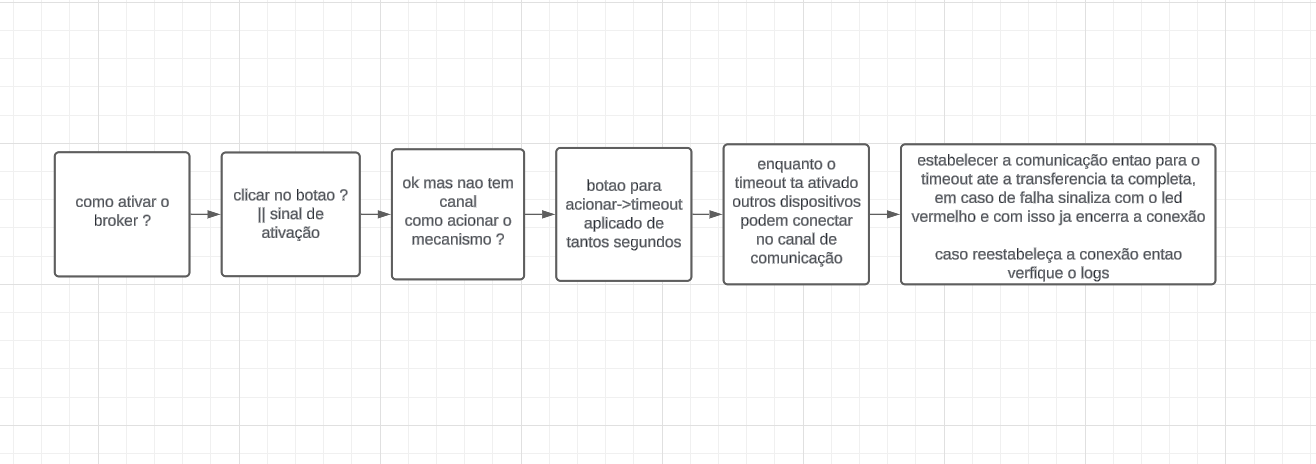 como ativar o
broker ?
clicar no botao ?
|| sinal de
ativação
ok mas nao tem
canal
como acionar o
mecanismo ?
botao para
acionar->timeout
aplicado de
tantos segundos
enquanto o
timeout ta ativado
outros dispositivos
podem conectar
no canal de
comunicação
estabelecer a comunicação entao para o
timeout ate a transferencia ta completa,
em caso de falha sinaliza com o led
vermelho e com isso ja encerra a conexão
caso reestabeleça a conexão entao
verfique o logs